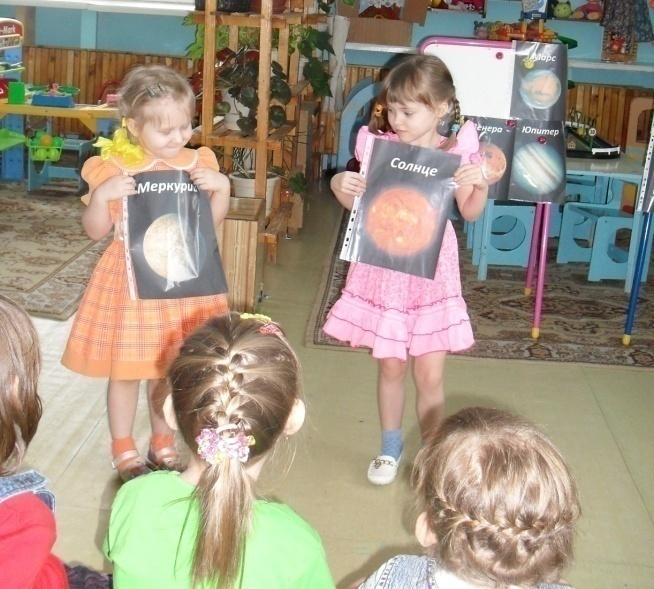 Меркурий
Солнце
Марс
Венера
Юпитер